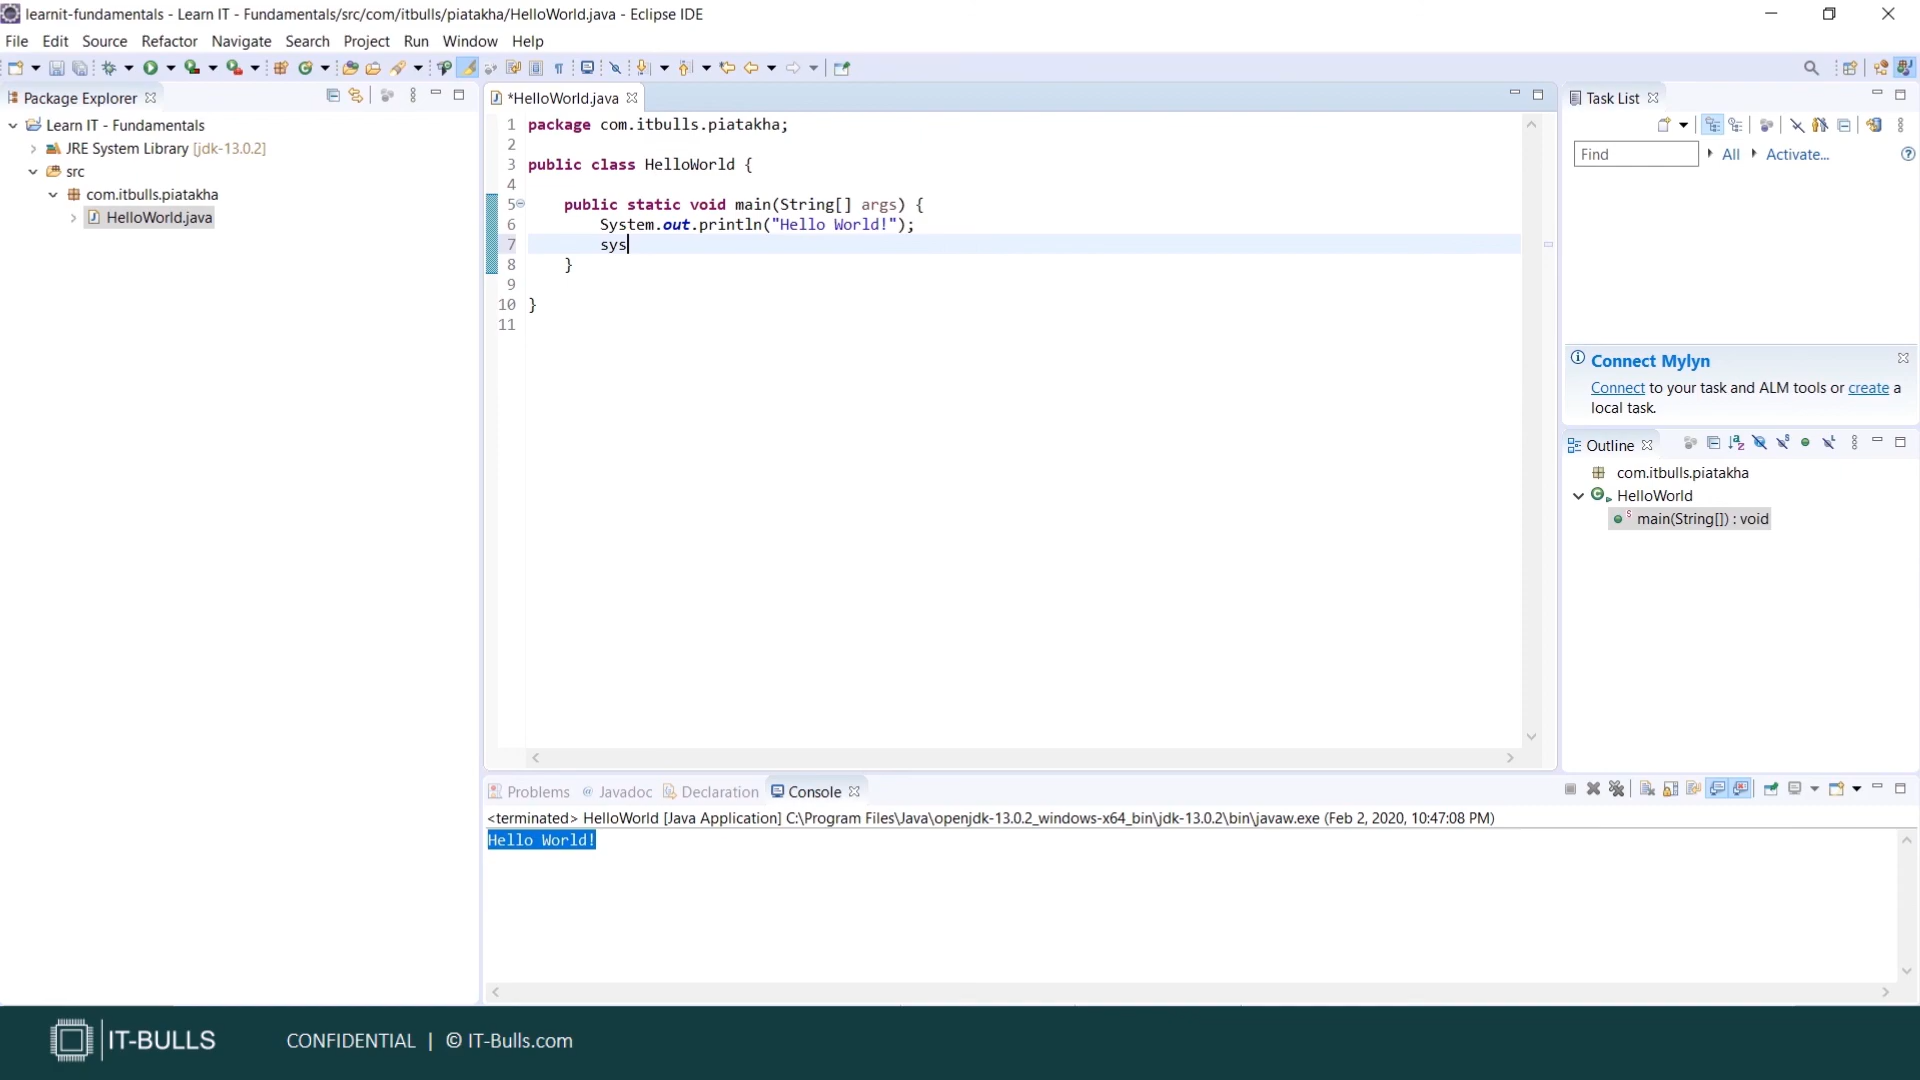 learnit-fundamentals - Learn IT - Fundamentals/src/com/itbulls/piatakha/HelloWorld.java - Eclipse IDE
File Edit Source Refactor Navigate Search Project Run Window Help
Package Explorer
Learn IT - Fundamentals
JRE System Library [jdk-13.0.2]
src
com.itbulls.piatakha
HelloWorld.java
*HelloWorld.java
1 package com.itbulls.piatakha;
2
3 public class HelloWorld {
4
5 public static void main(String[] args) {
6 System.out.println("Hello World!");
7 sys
8 }
9
10 }
11
Task List
Find All Activate...
Connect Mylyn
Connect to your task and ALM tools or create a
local task.
Outline
com.itbulls.piatakha
HelloWorld
main(String[]) : void
Problems Javadoc Declaration Console
<terminated> HelloWorld [Java Application] C:\Program Files\Java\openjdk-13.0.2_windows-x64_bin\jdk-13.0.2\bin\javaw.exe (Feb 2, 2020, 10:47:08 PM)
Hello World!
IT-BULLS CONFIDENTIAL | © IT-Bulls.com